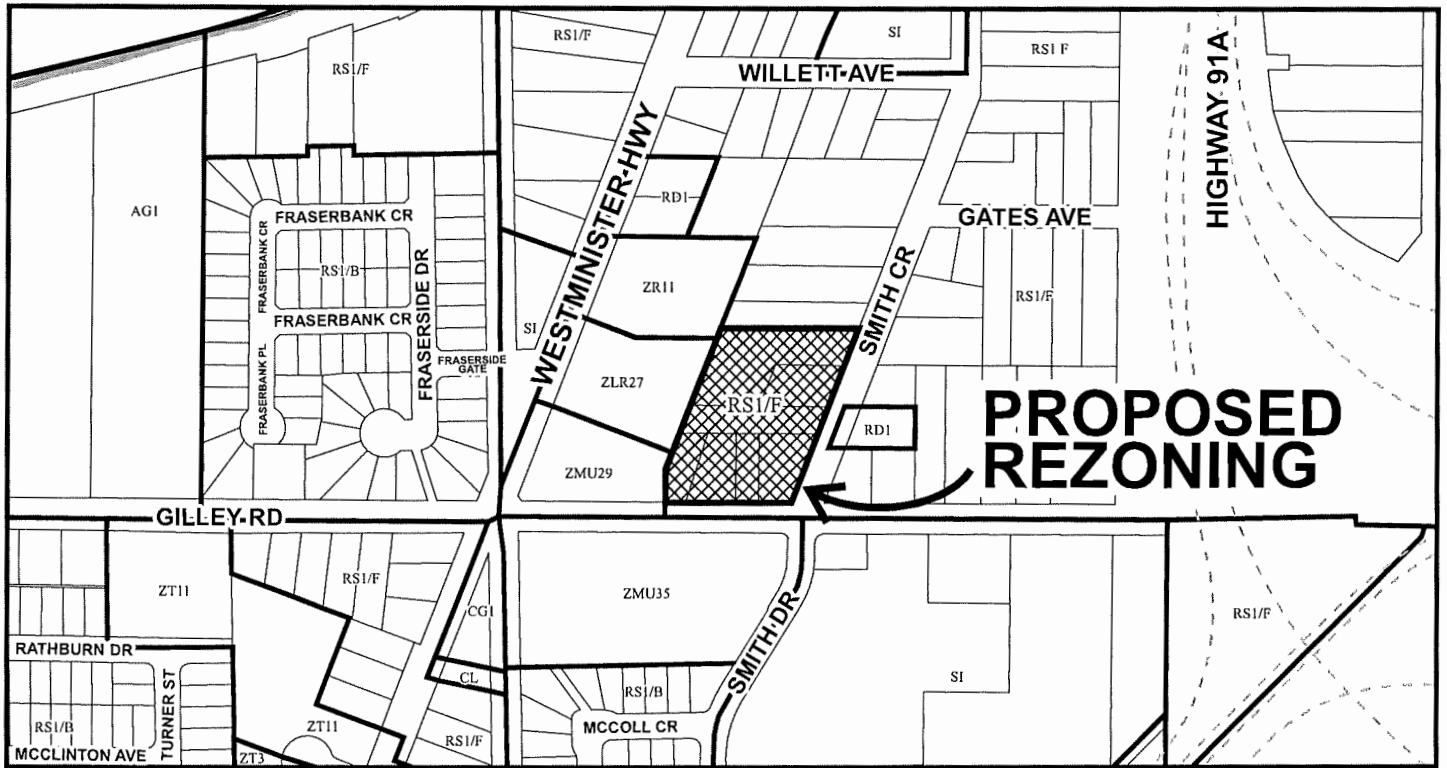 RS1/F
SI
RS1 F
HIGHWAY 91A
RS1/F
WILLETT AVE
WESTMINISTER HWY
AG1
RD1
FRASERBANK CR
GATES AVE
FRASERBANK CR
RS1/B
FRASERSIDE DR
ZR11
SMITH CR
RS1/F
FRASERBANK CR
SI
FRASERSIDE
GATE
FRASERBANK PL
ZLR27
RS1/F
RD1
PROPOSED
REZONING
ZMU29
GILLEY RD
ZT11
RS1/F
CG1
ZMU35
SMITH DR
RS1/F
RATHBURN DR
CL
SI
TURNER ST
RS1/B
RS1/B
ZT11
RS1/F
MCCOLL CR
MCCLINTON AVE
ZT3